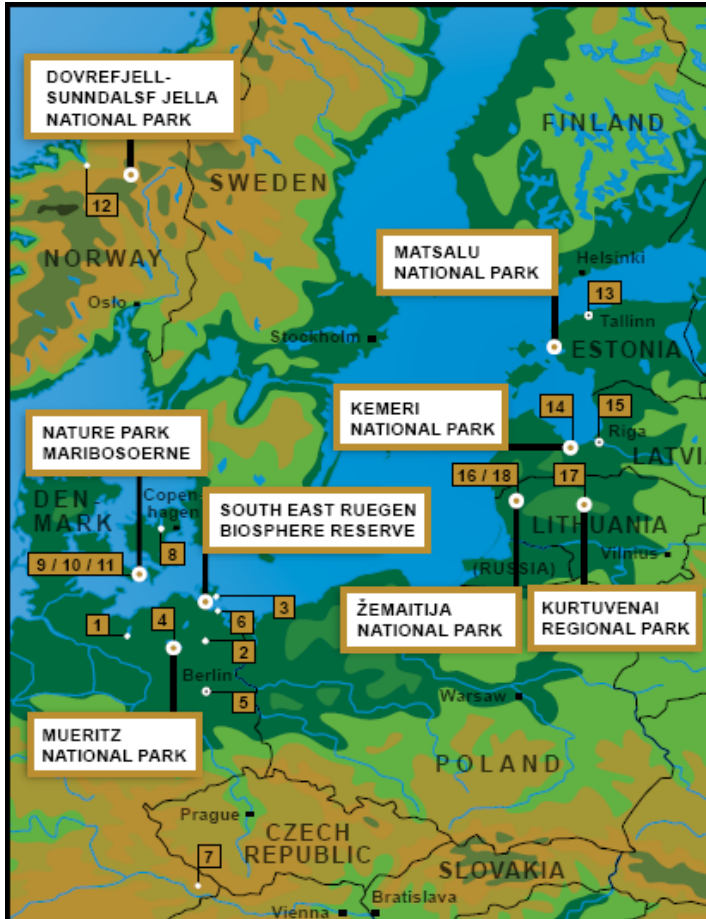 DOVREFJELL-
SUNNDALSF JELLA
NATIONAL PARK
FINLAND
SWEDEN
12
MATSALU
NATIONAL PARK
NORWAY
Helsinki
13
Oslo
Tallinn
Stockholm
ESTONIA
14
15
KEMERI
NATIONAL PARK
NATURE PARK
MARIBOSOERNE
Riga
LATVI
16 / 18
17
DEN-
MARK
Copen-
hagen
SOUTH EAST RUEGEN
BIOSPHERE RESERVE
LITHUANIA
8
Vilnius
9 / 10 / 11
(RUSSIA)
3
1
4
6
ŽEMAITIJA
NATIONAL PARK
KURTUVENAI
REGIONAL PARK
2
Berlin
5
Warsaw
MUERITZ
NATIONAL PARK
POLAND
Prague
CZECH
REPUBLIC
7
SLOVAKIA
Bratislava
Vienna